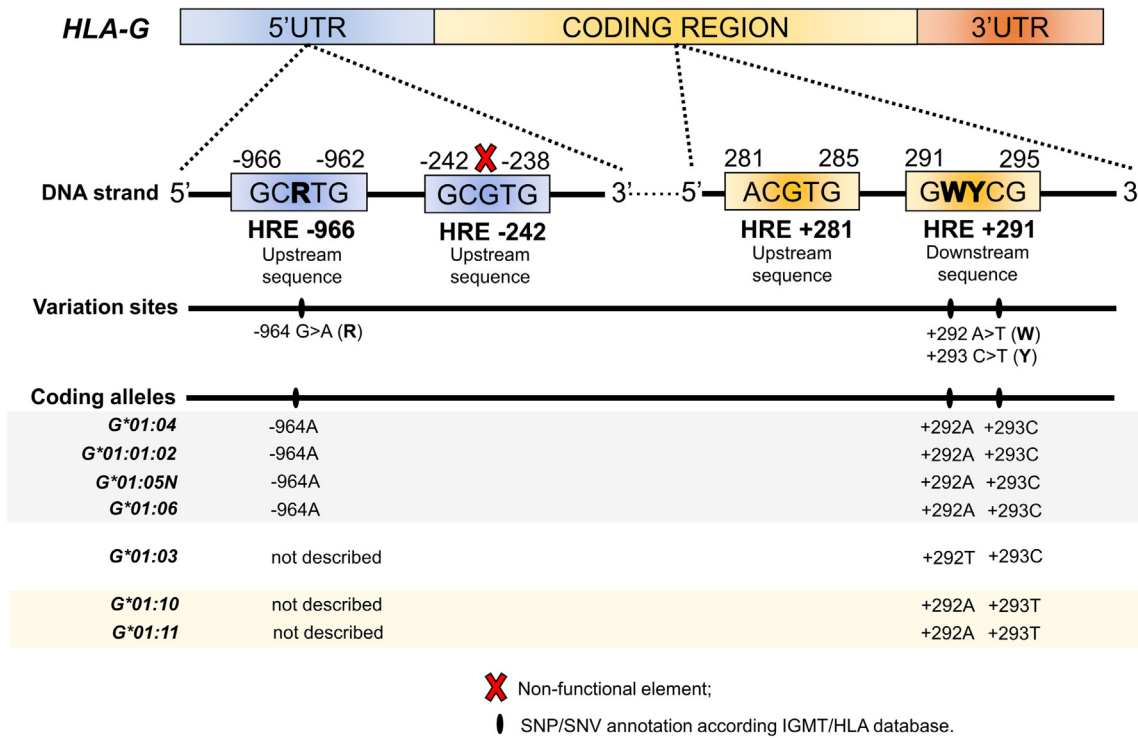 HLA-G 5'UTR CODING REGION 3'UTR
-966 -962 -242 -238 281 285 291 295
DNA strand 5' GCRTG GCGTG 3' 5' ACGTG GWYCG 3
HRE -966 HRE -242 HRE +281 HRE +291
Upstream Upstream Upstream Downstream
sequence sequence sequence sequence
Variation sites
-964 G>A (R) +292 A>T (W)
+293 C>T (Y)
Coding alleles
G*01:04 -964A +292A +293C
G*01:01:02 -964A +292A +293C
G*01:05N -964A +292A +293C
G*01:06 -964A +292A +293C
G*01:03 not described +292T +293C
G*01:10 not described +292A +293T
G*01:11 not described +292A +293T
Non-functional element;
SNP/SNV annotation according IGMT/HLA database.